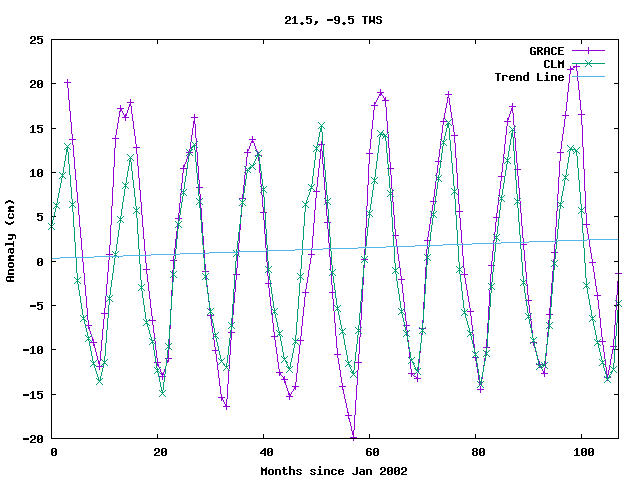 21.5, -9.5 TWS
GRACE
CLM
Trend Line
25
20
15
10
5
0
-5
-10
-15
-20
Anomaly (cm)
0 20 40 60 80 100
Months since Jan 2002